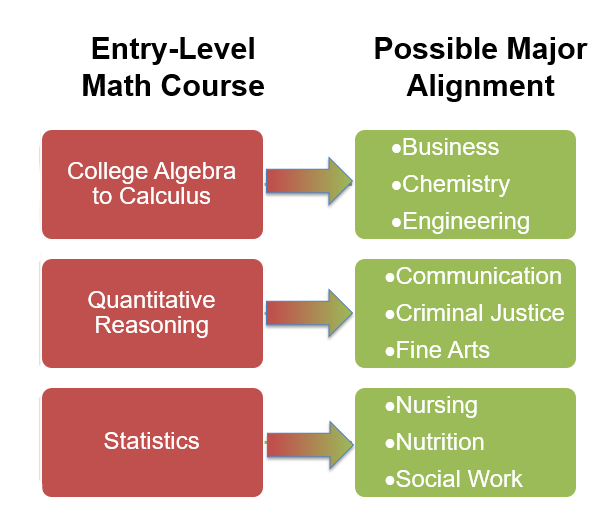 Entry-Level
Math Course
Possible Major
Alignment
College Algebra
to Calculus
•Business
•Chemistry
•Engineering
Quantitative
Reasoning
•Communication
•Criminal Justice
•Fine Arts
Statistics
•Nursing
•Nutrition
•Social Work